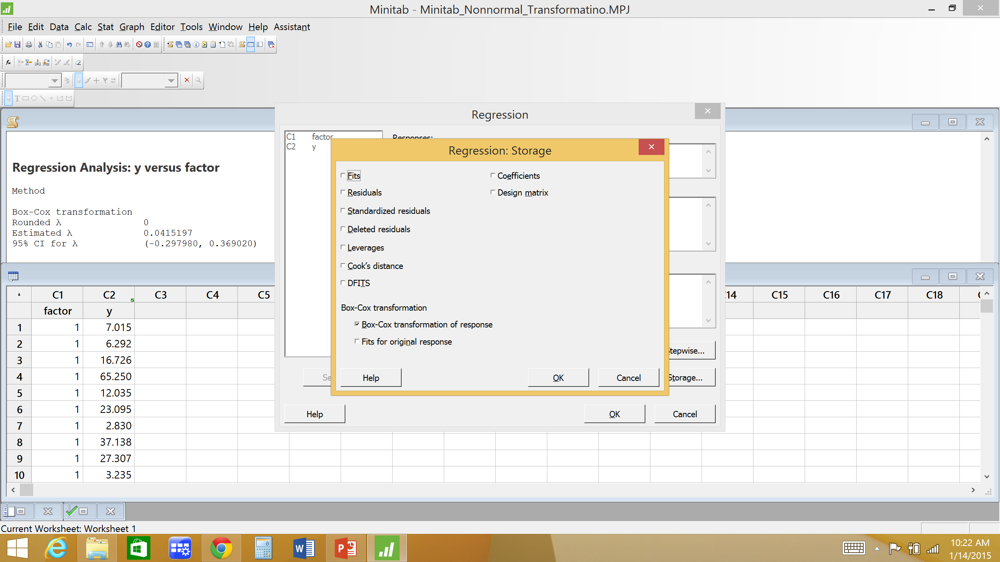 Minitab - Minitab_Nonnormal_Transformatino.MPJ
File Edit Data Calc Stat Graph Editor Tools Window Help Assistant
Regression
C1 factor
C2 y
Responses:
Regression: Storage
Fits
Coefficients
Residuals
Design matrix
Standardized residuals
Deleted residuals
Leverages
Cook's distance
DFITS
Box-Cox transformation
Box-Cox transformation of response
Fits for original response
Help OK Cancel
Se
Stepwise...
Storage...
Help OK Cancel
Regression Analysis: y versus factor
Method
Box-Cox transformation
Rounded λ 0
Estimated λ 0.0415197
95% CI for λ (-0.297980, 0.369020)
C1 C2 C3 C4 C5 14 C15 C16 C17 C18
factor y
1 1 7.015
2 1 6.292
3 1 16.726
4 1 65.250
5 1 12.035
6 1 23.095
7 1 2.830
8 1 37.138
9 1 27.307
10 1 3.235
Current Worksheet: Worksheet 1
10:22 AM
1/14/2015